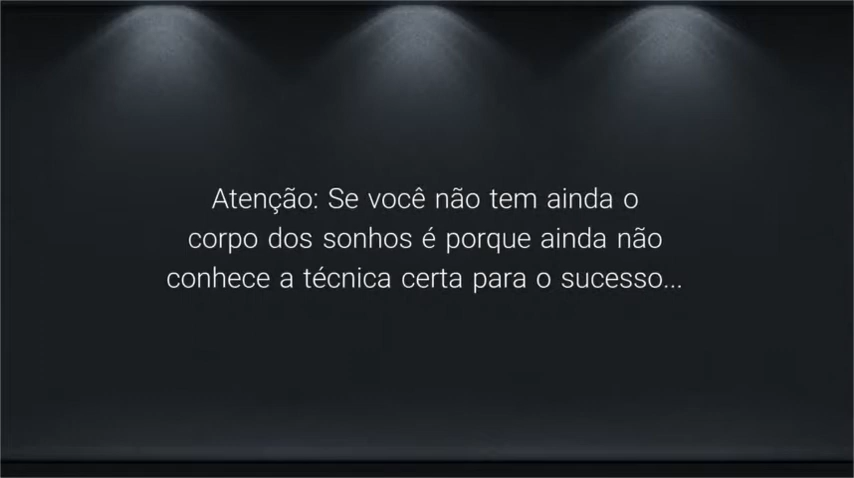 Atenção: Se você não tem ainda o
corpo dos sonhos é porque ainda não
conhece a técnica certa para o sucesso...